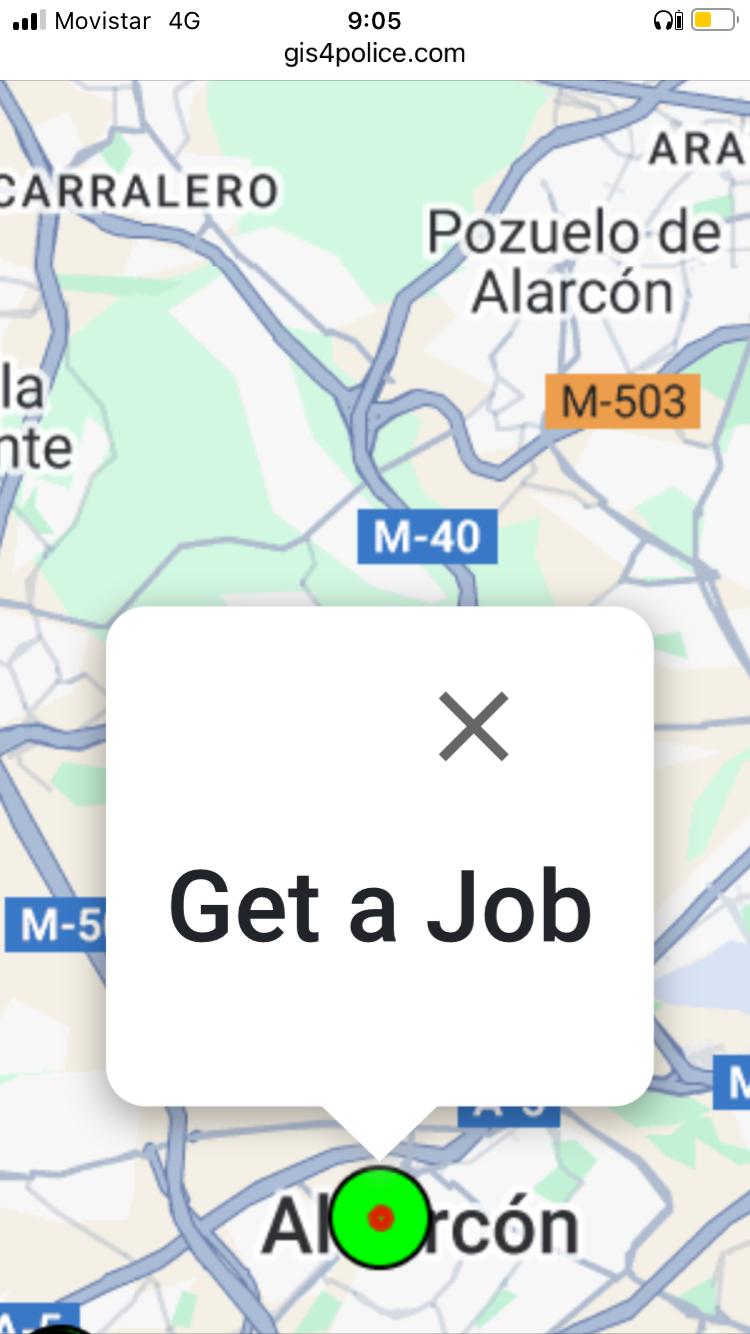 Movistar 4G 9:05
gis4police.com
CARRALERO
ARA
Pozuelo de
Alarcón
la
nte
M-503
M-40
Get a Job
M-50
M
A-5
Al rcón
A-5